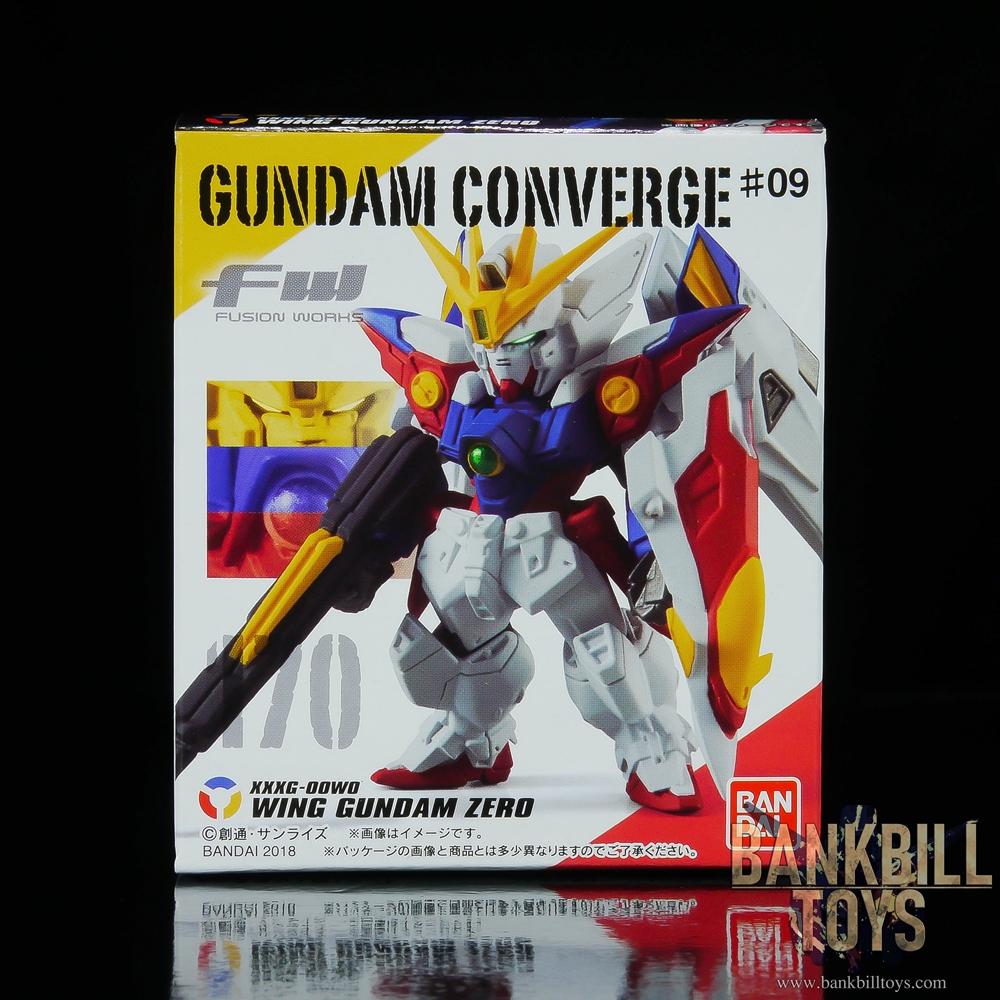 WING GUNDAM ZERO
GUNDAM CONVERGE #09
FW
FUSION WORKS
170
XXXG-00W0
WING GUNDAM ZERO
©創通・サンライズ ※画像はイメージです。
BANDAI 2018 ※パッケージの画像と商品とは多少異なりますのでご了承ください。
BAN
DAI
BANKBILL
TOYS
www.bankbilltoys.com